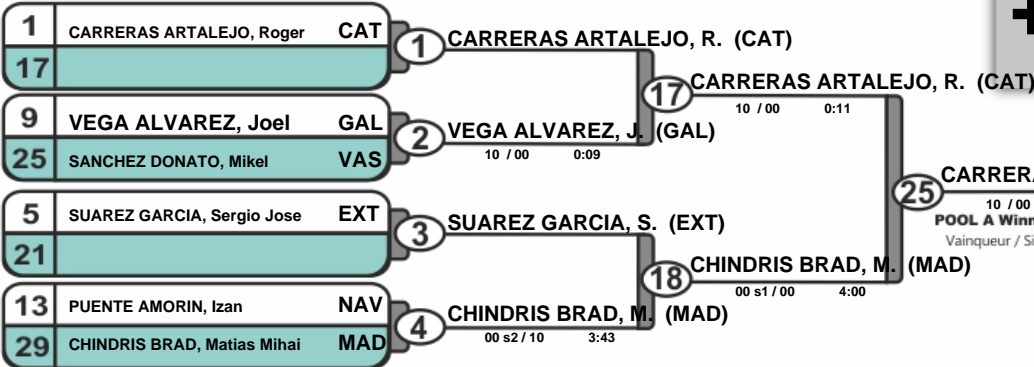 1 CARRERAS ARTALEJO, Roger CAT
17
1 CARRERAS ARTALEJO, R. (CAT)
9 VEGA ALVAREZ, Joel GAL
25 SANCHEZ DONATO, Mikel VAS
2 VEGA ALVAREZ, J. (GAL)
10 / 00 0:09
17 CARRERAS ARTALEJO, R. (CAT)
10 / 00 0:11
5 SUAREZ GARCIA, Sergio Jose EXT
21
3 SUAREZ GARCIA, S. (EXT)
13 PUENTE AMORIN, Izan NAV
29 CHINDRIS BRAD, Matias Mihai MAD
4 CHINDRIS BRAD, M. (MAD)
00 s2 / 10 3:43
18 CHINDRIS BRAD, M. (MAD)
00 s1 / 00 4:00
25
10 / 00
POOL A
Vainqueur /